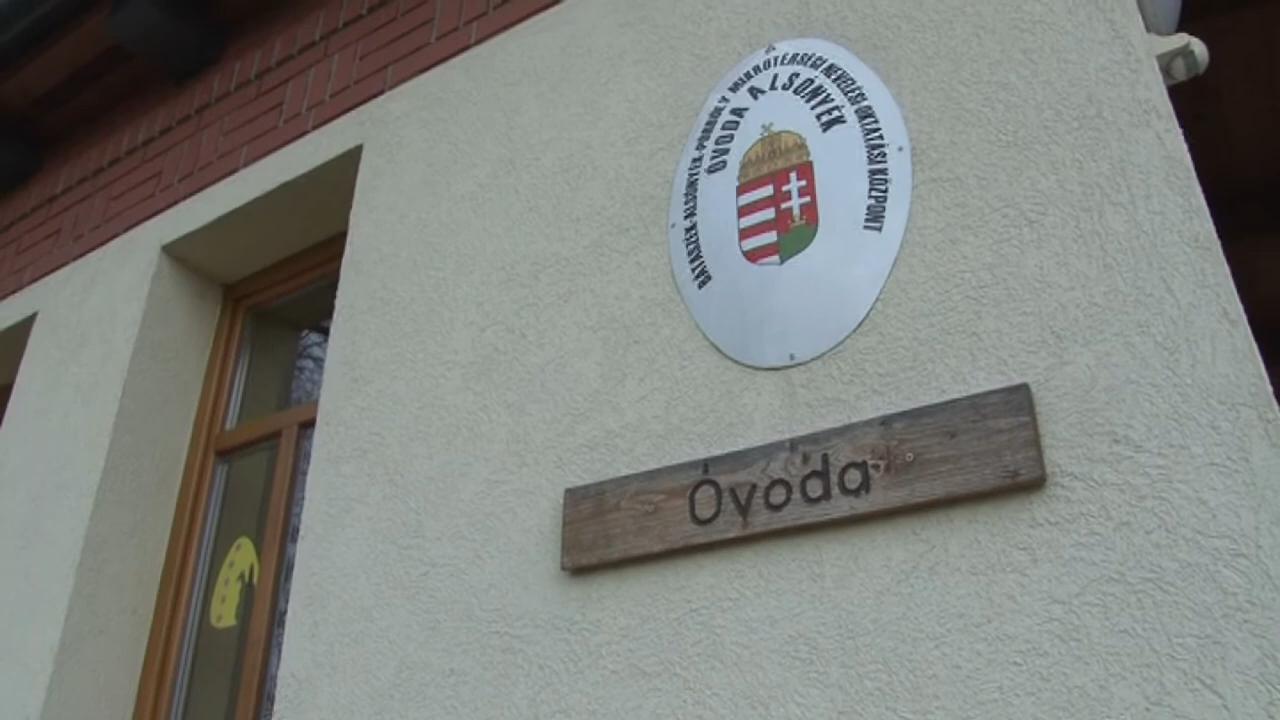 BÁTASZÉK-ALSÓNYÉK-PÖRBÖLY MIKROTÉRSÉGI NEVELÉSI OKTATÁSI KÖZPONT
ÓVODA ALSÓNYÉK
Óvoda